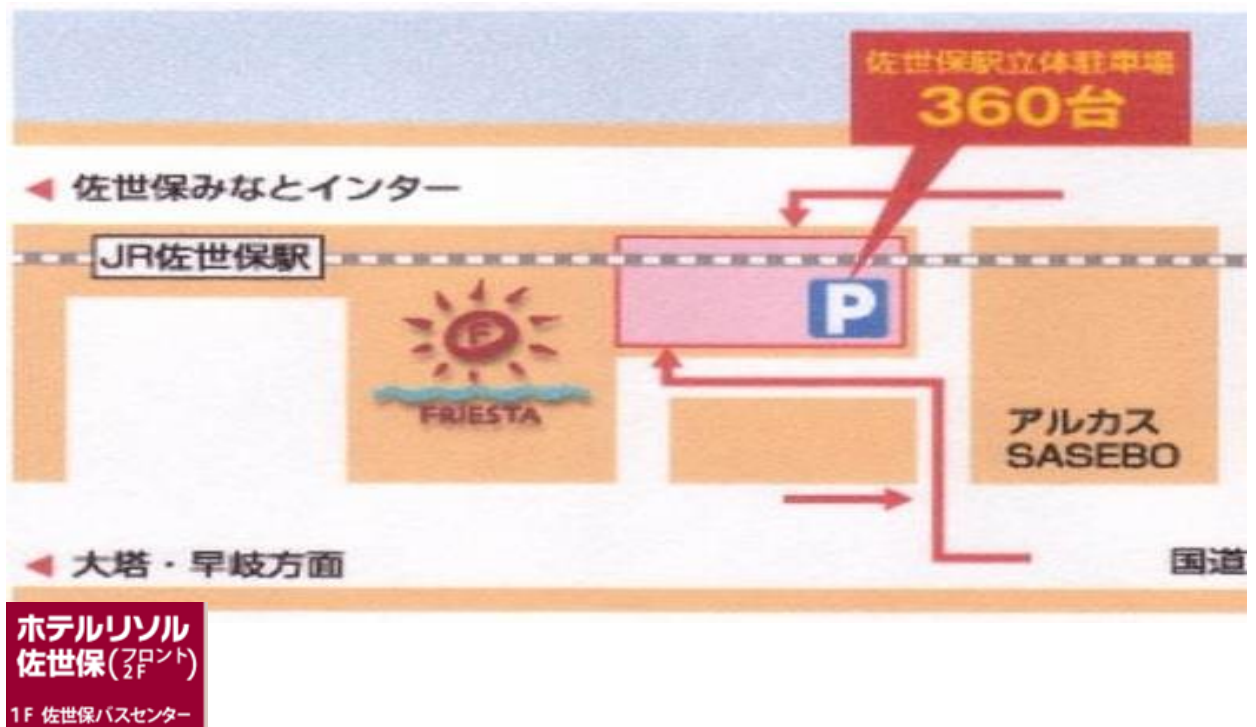 佐世保駅立体駐車場
360台
佐世保みなとインター
JR佐世保駅
P
F
FRIESTA
アルカス
SASEBO
大塔・早岐方面
国道
ホテルリソル
佐世保(フロント2F)
1F 佐世保バスセンター